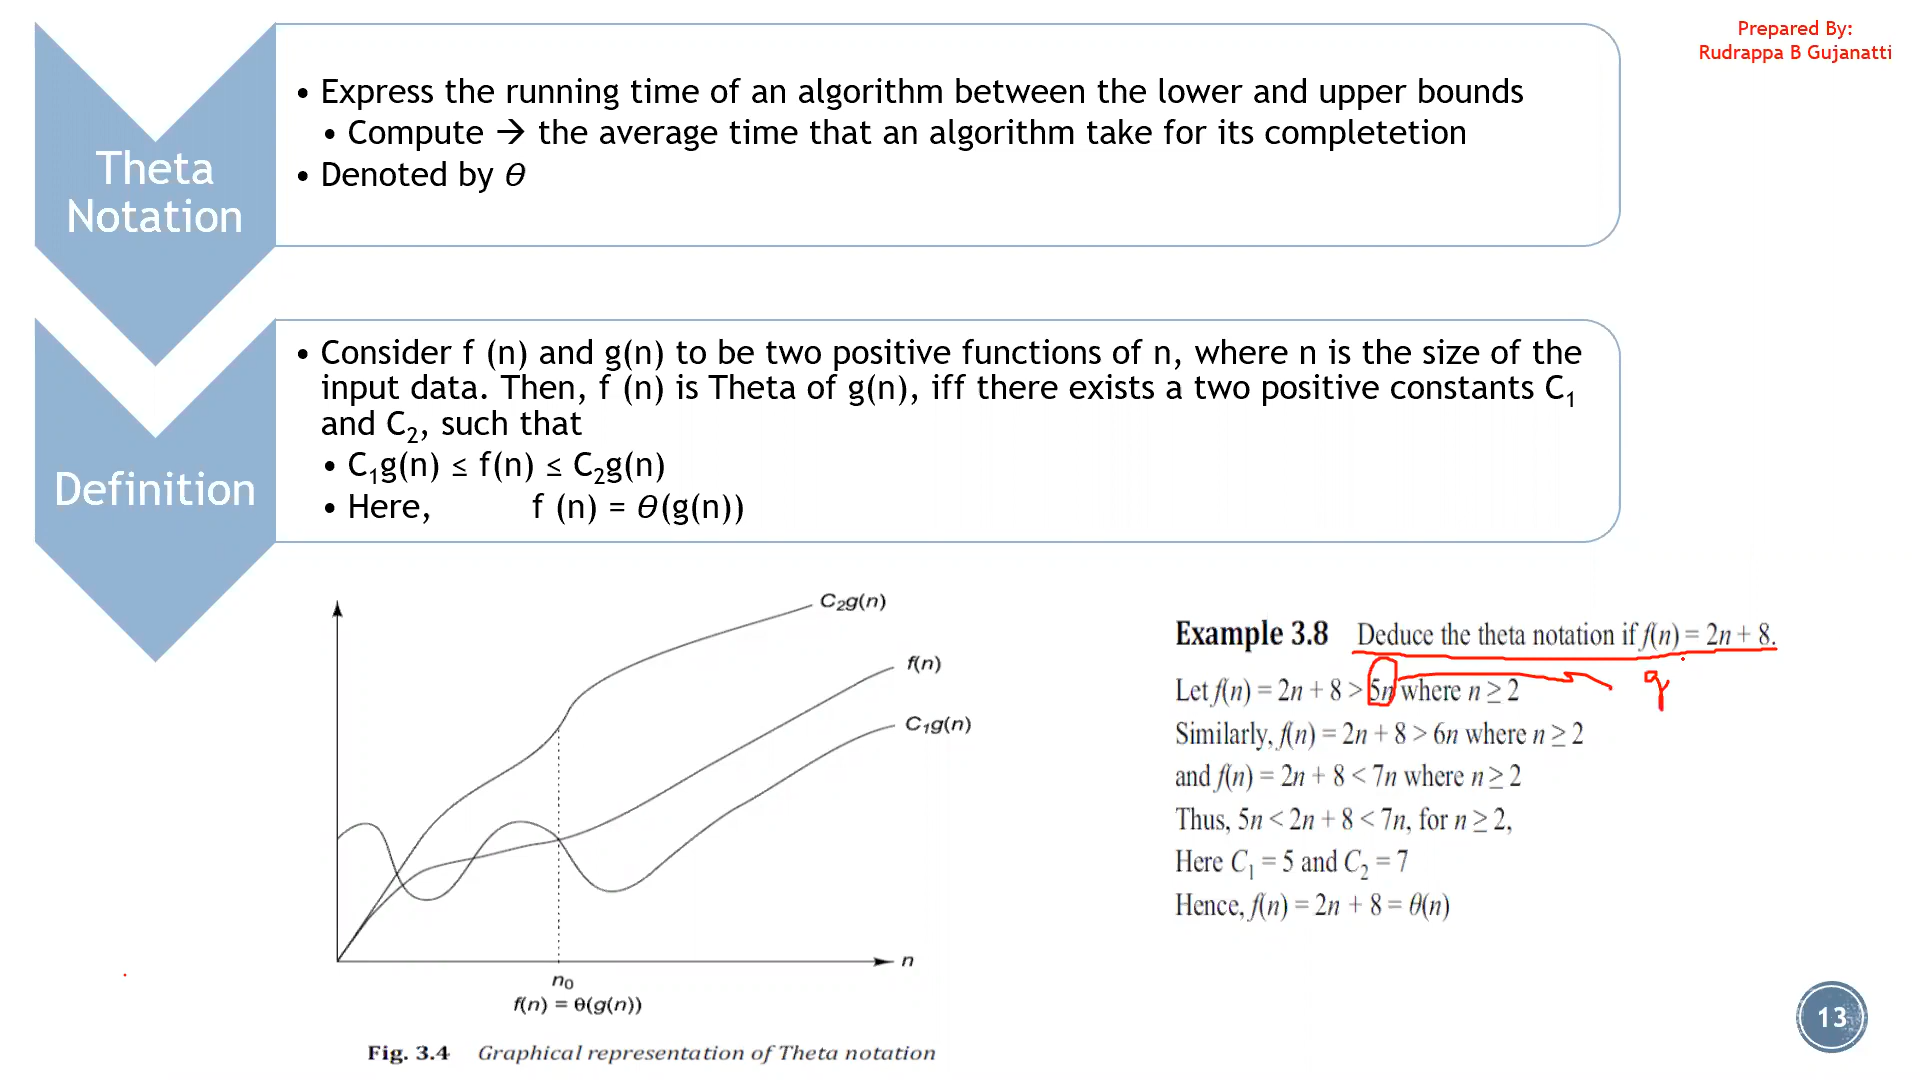 Prepared By:
Rudrappa B Gujanatti
Theta
Notation
• Express the running time of an algorithm between the lower and upper bounds
• Compute → the average time that an algorithm take for its completetion
• Denoted by θ
Definition
• Consider f (n) and g(n) to be two positive functions of n, where n is the size of the
input data. Then, f (n) is Theta of g(n), iff there exists a two positive constants C₁
and C₂, such that
• C₁g(n) ≤ f(n) ≤ C₂g(n)
• Here, f (n) = θ(g(n))
C₂g(n)
f(n)
C₁g(n)
n
n₀
f(n) = θ(g(n))
Fig. 3.4 Graphical representation of Theta notation
Example 3.8 Deduce the theta notation if f(n) = 2n + 8.
Let f(n) = 2n + 8 > 5n where n ≥ 2
Similarly, f(n) = 2n + 8 > 6n where n ≥ 2
and f(n) = 2n + 8 < 7n where n ≥ 2
Thus, 5n < 2n + 8 < 7n, for n ≥ 2,
Here C₁ = 5 and C₂ = 7
Hence, f(n) = 2n + 8 = θ(n)
13